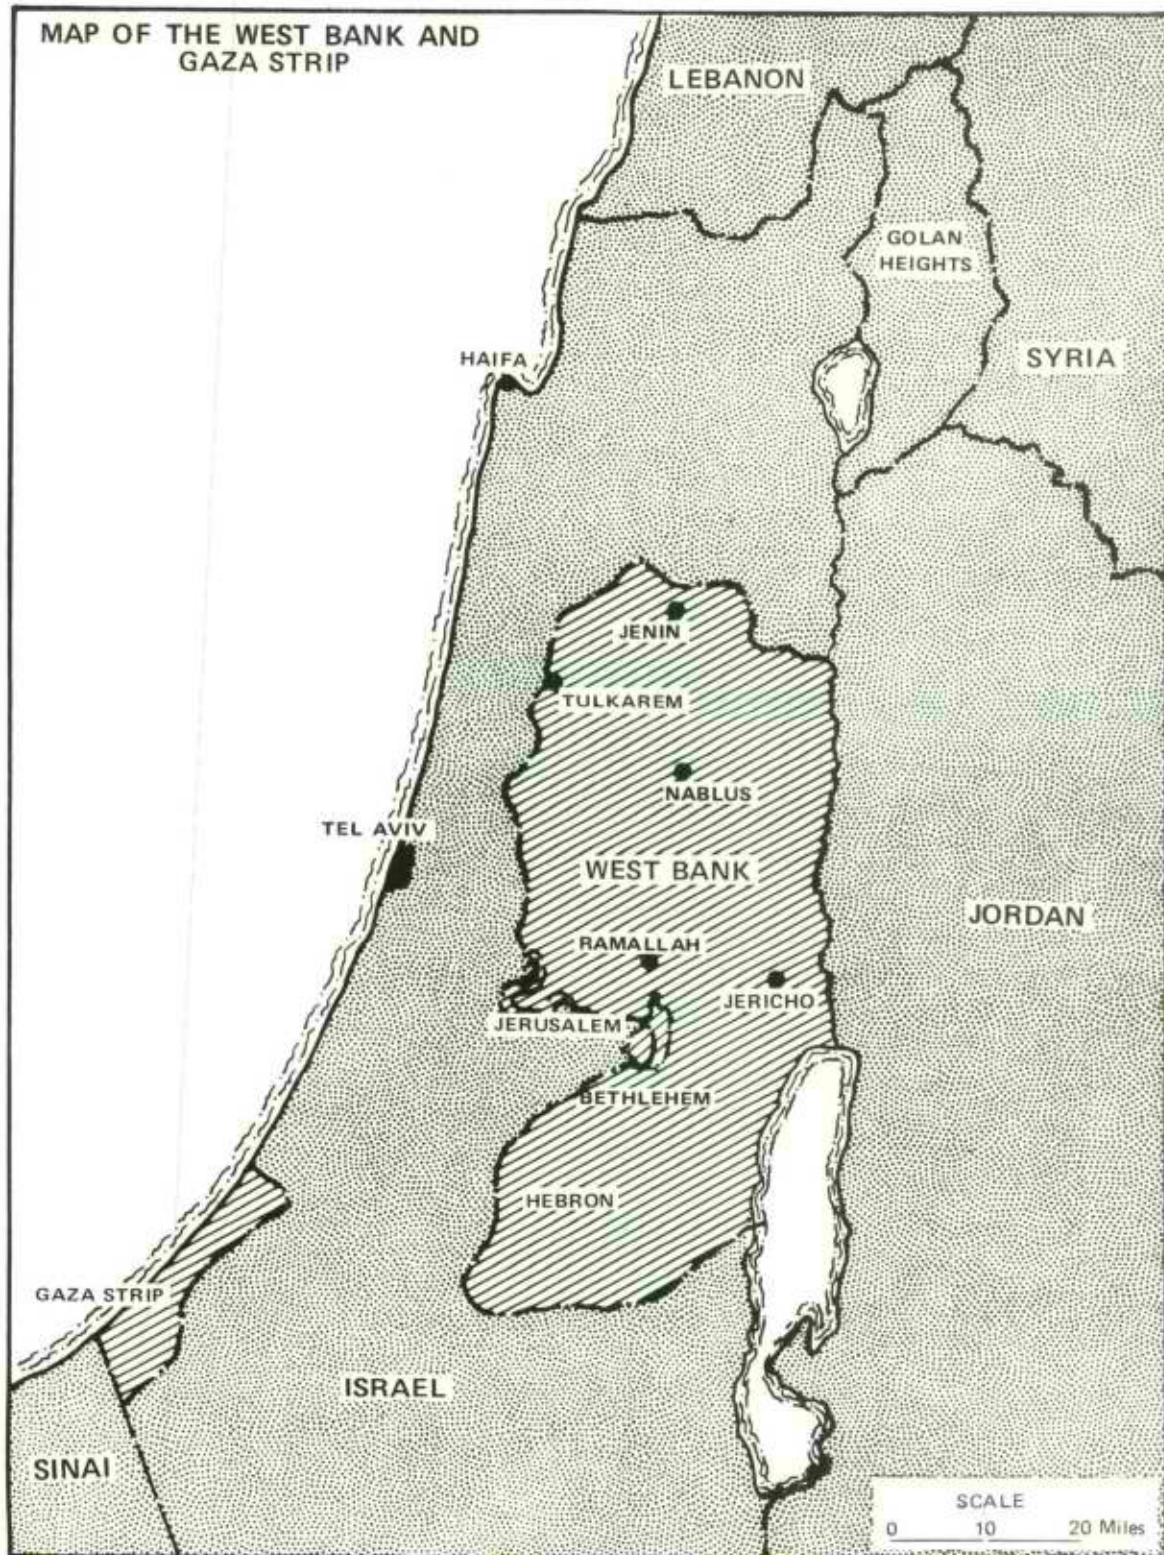 MAP OF THE WEST BANK AND
GAZA STRIP
LEBANON
GOLAN
HEIGHTS
HAIFA
SYRIA
JENIN
TULKAREM
NABLUS
TEL AVIV
WEST BANK
JORDAN
RAMALLAH
JERICHO
JERUSALEM
BETHLEHEM
HEBRON
GAZA STRIP
ISRAEL
SINAI
SCALE
0 10 20 Miles